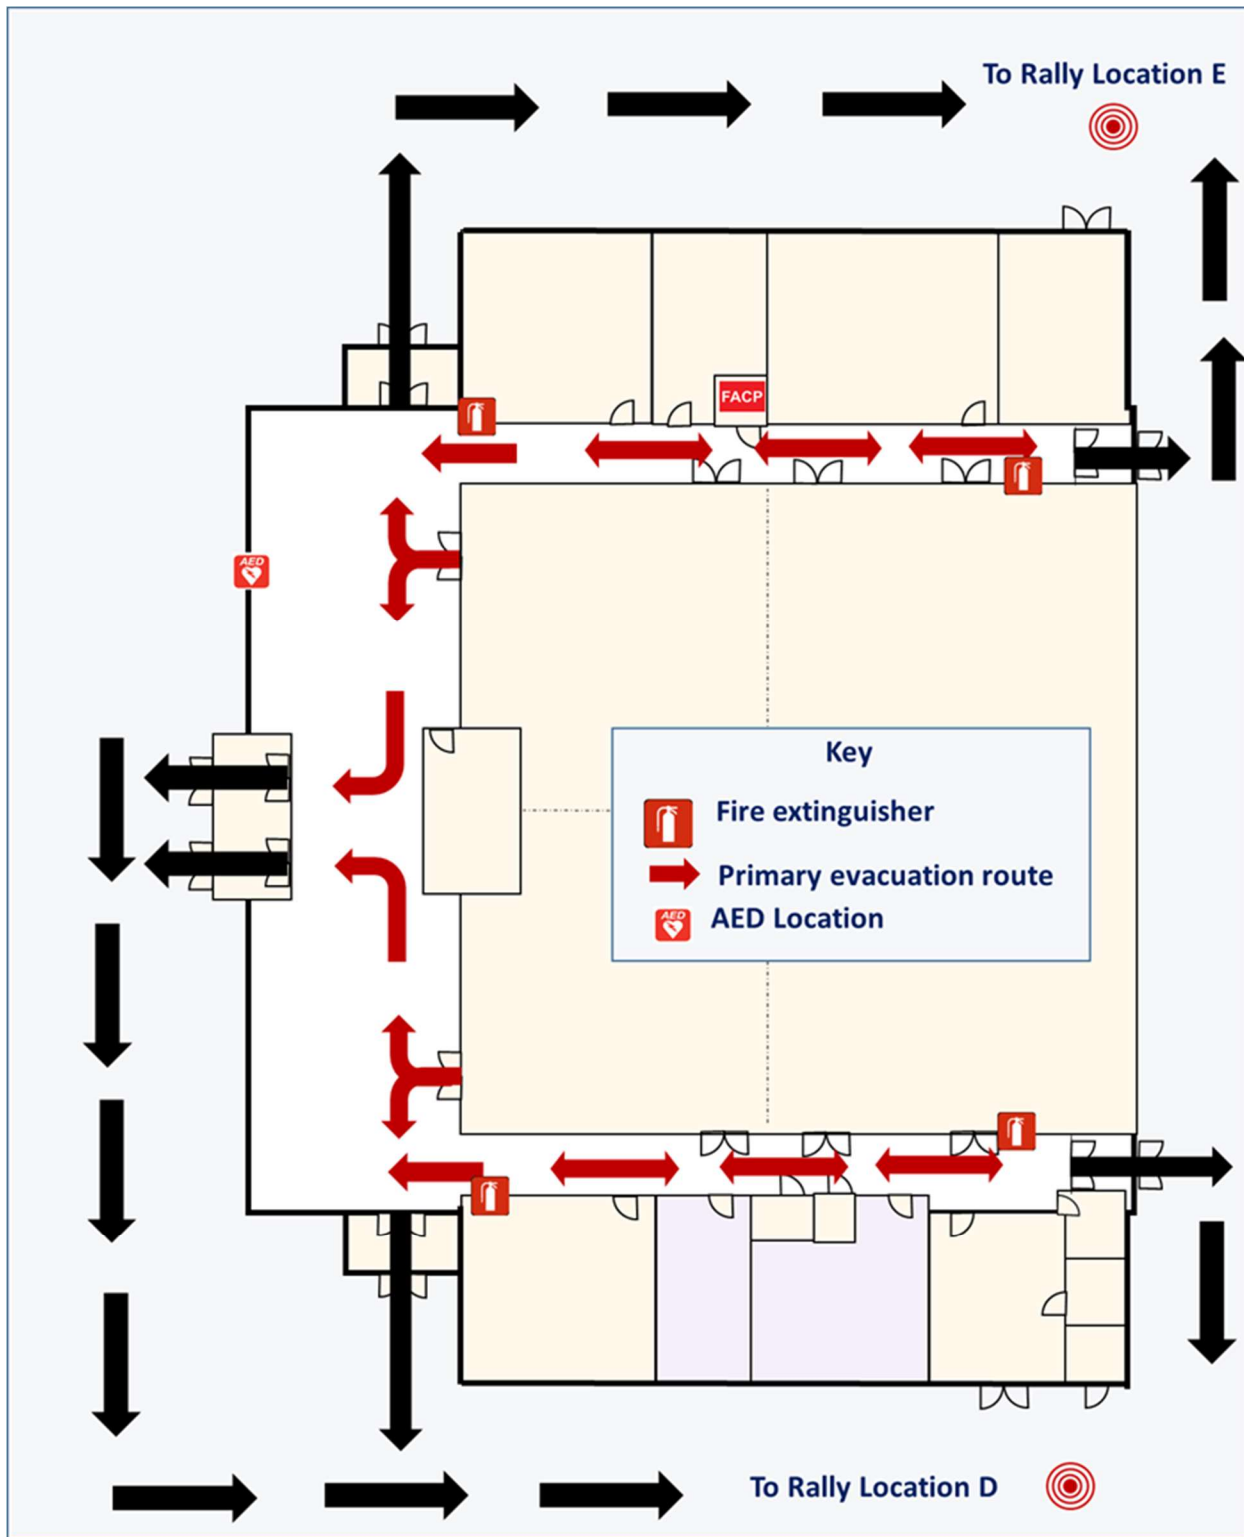 To Rally Location E
FACP
AED
Key
Fire extinguisher
Primary evacuation route
AED
AED Location
To Rally Location D